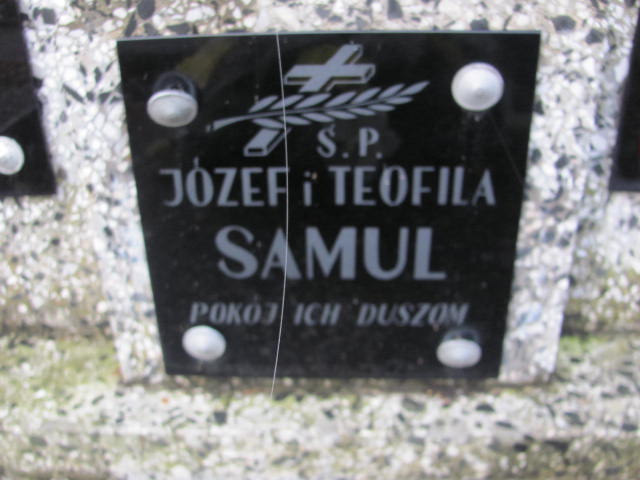 Ś.P.
JÓZEF i TEOFILA
SAMUL
POKÓJ ICH DUSZOM